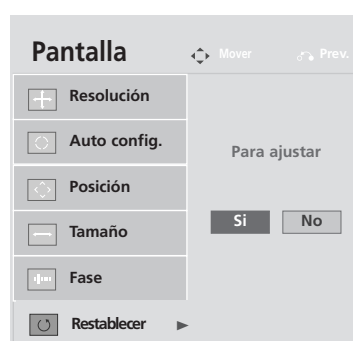 Pantalla
Mover Prev.
Resolución
Auto config.
Posición
Tamaño
Fase
Restablecer ►
Para ajustar
Si No